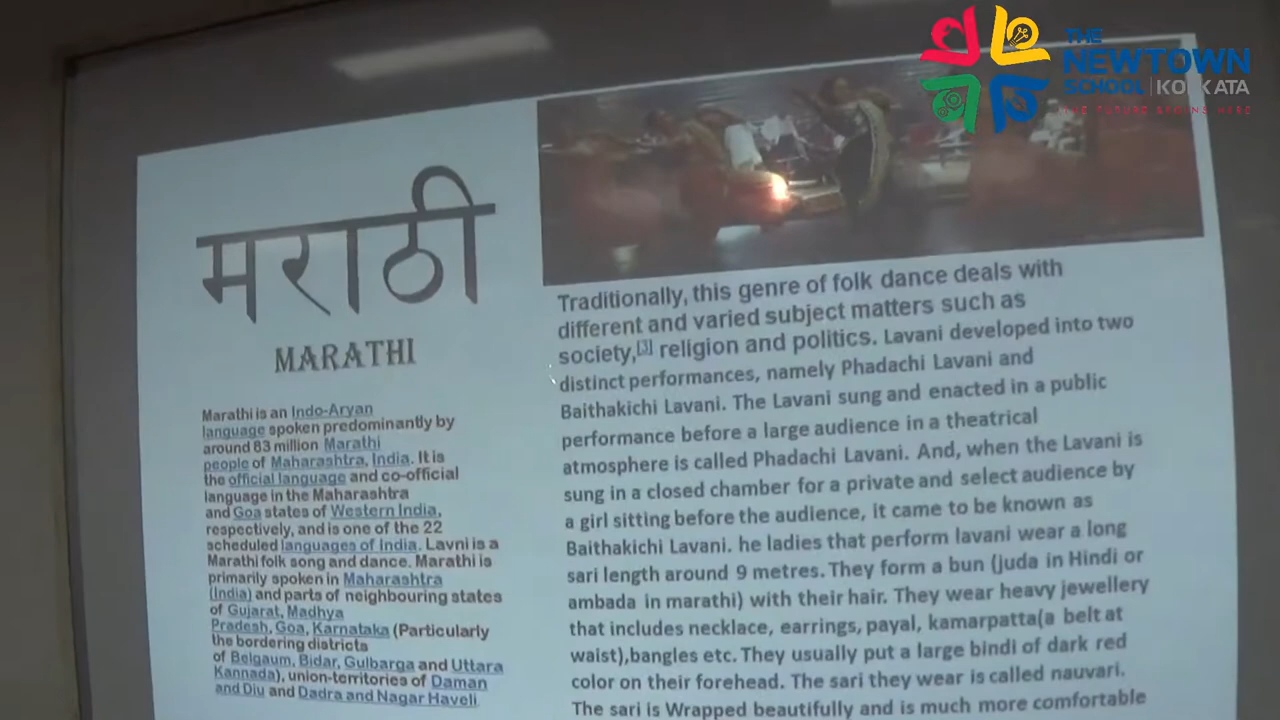 THE
NEWTOWN
SCHOOL | KOLKATA
THE FUTURE BEGINS HERE
मराठी
MARATHI
Marathi is an Indo-Aryan
language spoken predominantly by
around 83 million Marathi
people of Maharashtra, India. It is
the official language and co-official
language in the Maharashtra
and Goa states of Western India,
respectively, and is one of the 22
scheduled languages of India. Lavni is a
Marathi folk song and dance. Marathi is
primarily spoken in Maharashtra
(India) and parts of neighbouring states
of Gujarat, Madhya
Pradesh, Goa, Karnataka (Particularly
the bordering districts
of Belgaum, Bidar, Gulbarga and Uttara
Kannada), union-territories of Daman
and Diu and Dadra and Nagar Haveli
Traditionally, this genre of folk dance deals with
different and varied subject matters such as
society,[3] religion and politics. Lavani developed into two
distinct performances, namely Phadachi Lavani and
Baithakichi Lavani. The Lavani sung and enacted in a public
performance before a large audience in a theatrical
atmosphere is called Phadachi Lavani. And, when the Lavani is
sung in a closed chamber for a private and select audience by
a girl sitting before the audience, it came to be known as
Baithakichi Lavani. he ladies that perform lavani wear a long
sari length around 9 metres. They form a bun (juda in Hindi or
ambada in marathi) with their hair. They wear heavy jewellery
that includes necklace, earrings, payal, kamarpatta(a belt at
waist),bangles etc. They usually put a large bindi of dark red
color on their forehead. The sari they wear is called nauvari.
The sari is Wrapped beautifully and is much more comfortable